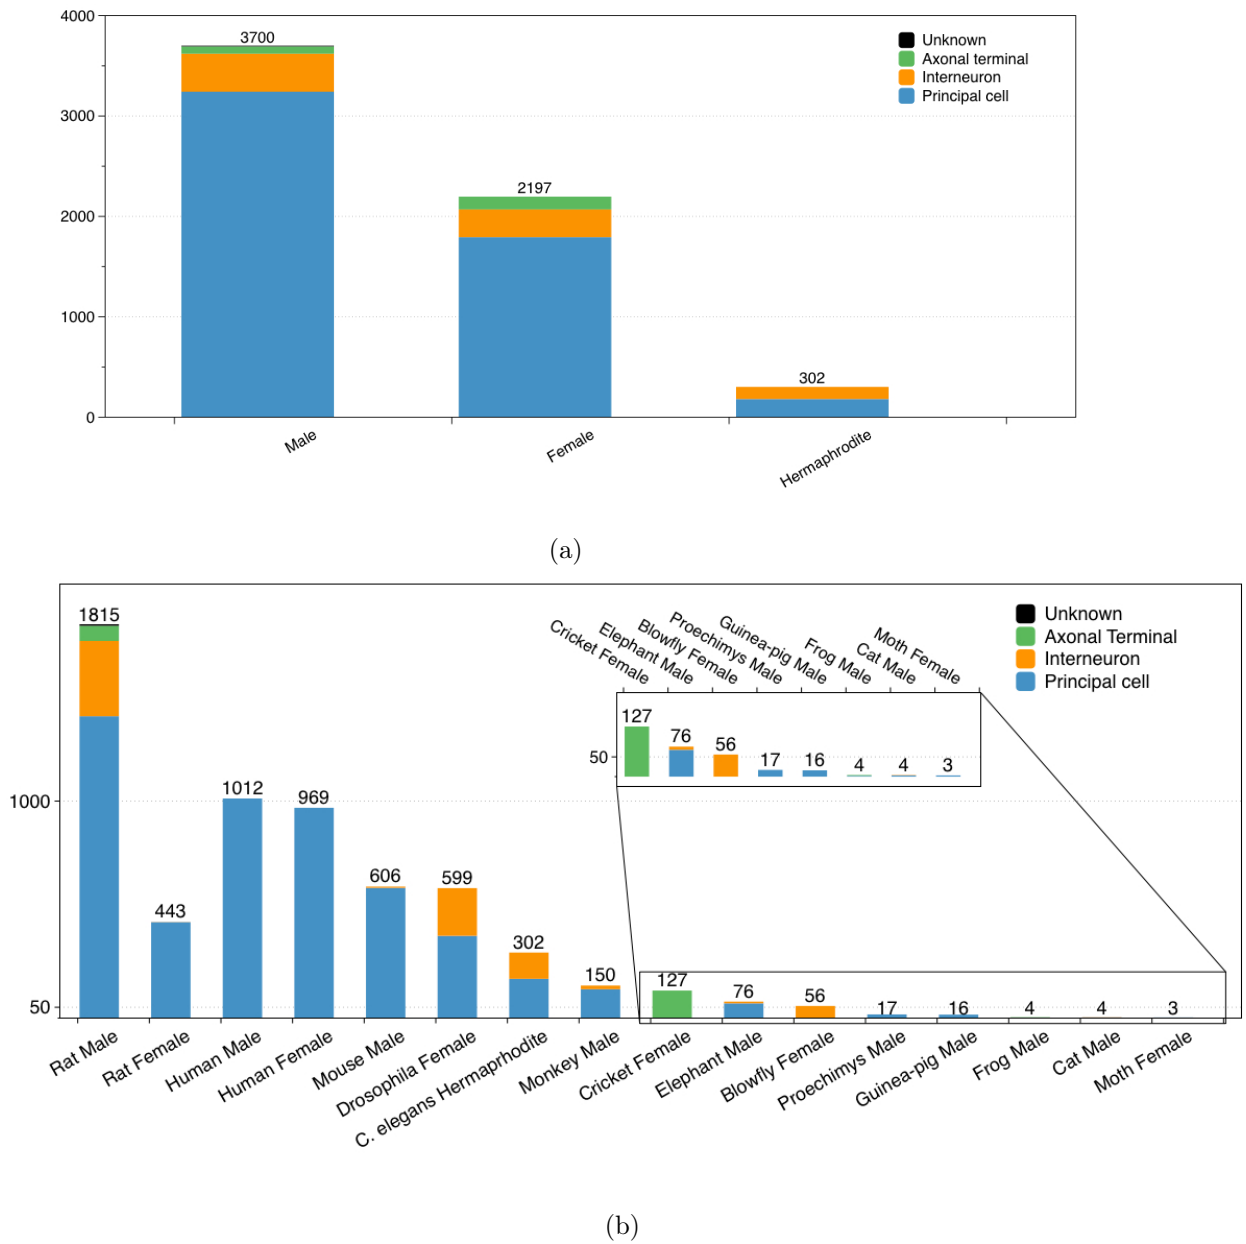 4000
3700
Unknown
Axonal terminal
Interneuron
Principal cell
3000
2197
2000
1000
302
0
Male
Female
Hermaphrodite
(a)
1815
Unknown
Axonal Terminal
Interneuron
Principal cell
Cricket Female
Elephant Male
Blowfly Female
Proechimys Male
Guinea-pig Male
Frog Male
Cat Male
Moth Female
127
76
56
17
16
4
4
3
50
1000
1012
969
443
606
599
302
150
127
76
56
17
16
4
4
3
50
Rat Male
Rat Female
Human Male
Human Female
Mouse Male
Drosophila Female
C. elegans Hermaprhodite
Monkey Male
Cricket Female
Elephant Male
Blowfly Female
Proechimys Male
Guinea-pig Male
Frog Male
Cat Male
Moth Female
(b)